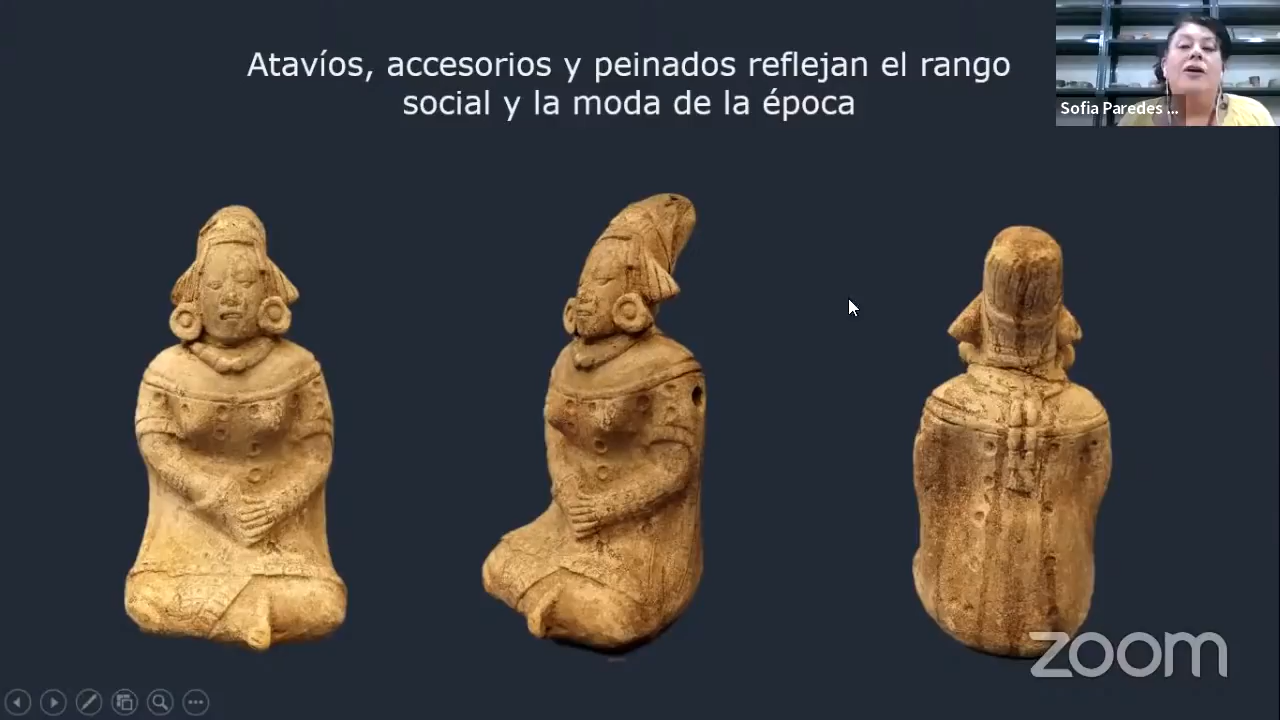 Atavíos, accesorios y peinados reflejan el rango
social y la moda de la época
Sofia Paredes ...
zoom